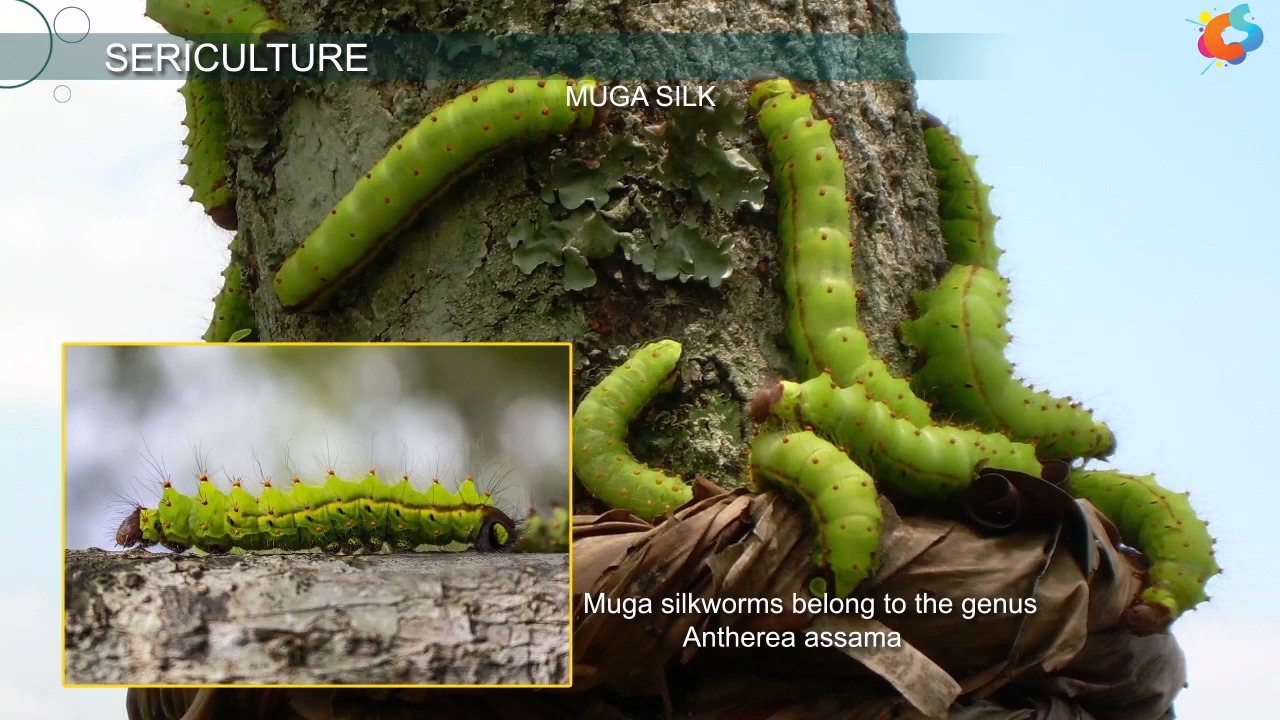 SERICULTURE
MUGA SILK
Muga silkworms belong to the genus
Antherea assama